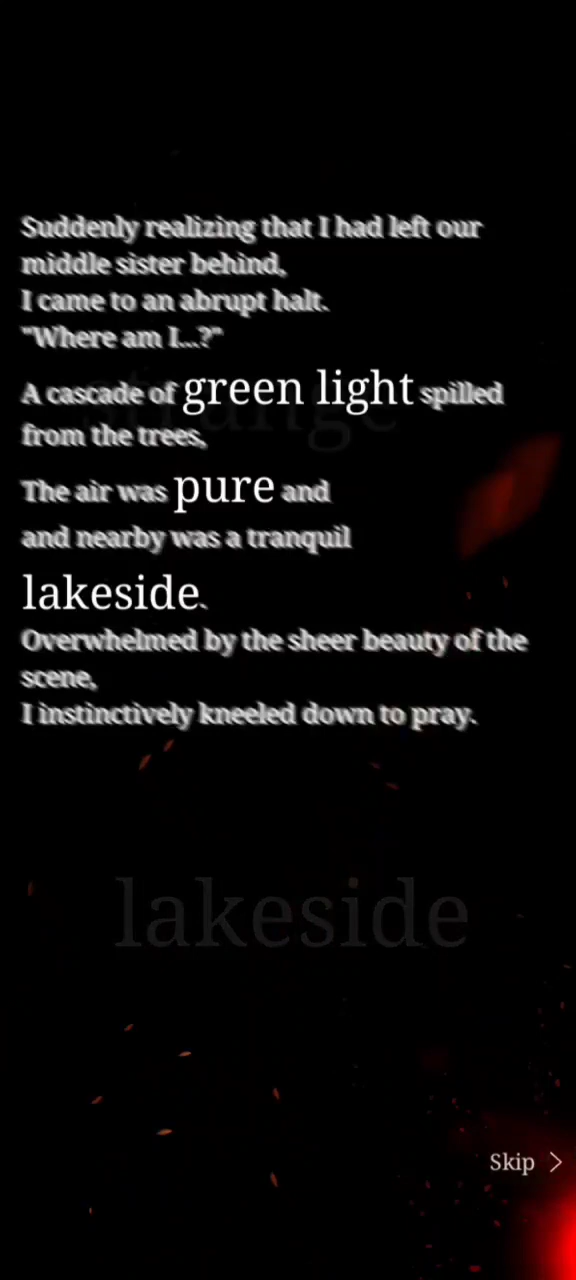 Suddenly realizing that I had left our
middle sister behind,
I came to an abrupt halt.
"Where am I...?"
A cascade of green light spilled
strange
from the trees,
The air was pure and
and nearby was a tranquil
lakeside.
Overwhelmed by the sheer beauty of the
scene,
I instinctively kneeled down to pray.
lakeside
Skip >